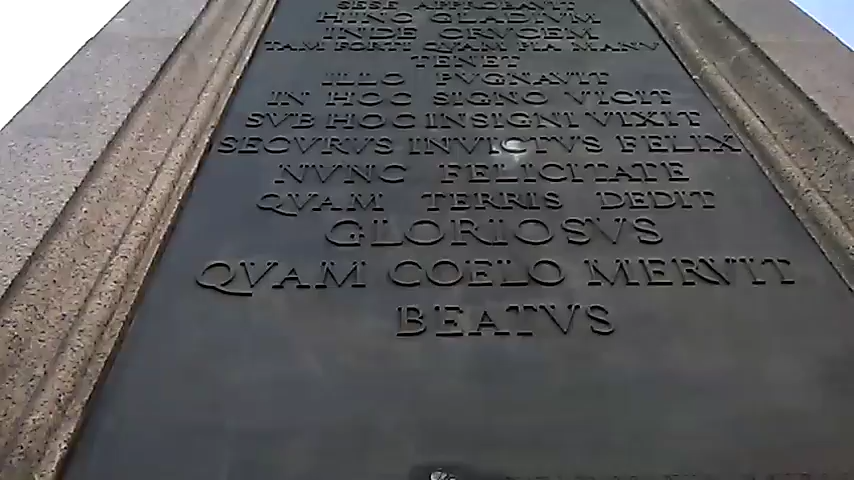 SESE APPROBAVIT
HINC GLADIVM
INDE CRVCEM
TAM FORTI QVAM PIA MANV
TENET
ILLO PVGNAVIT
IN HOC SIGNO VICIT
SVB HOC INSIGNI VIXIT
SECVRVS INVICTVS FELIX
NVNC FELICITATE
QVAM TERRIS DEDIT
GLORIOSVS
QVAM COELO MERVIT
BEATVS